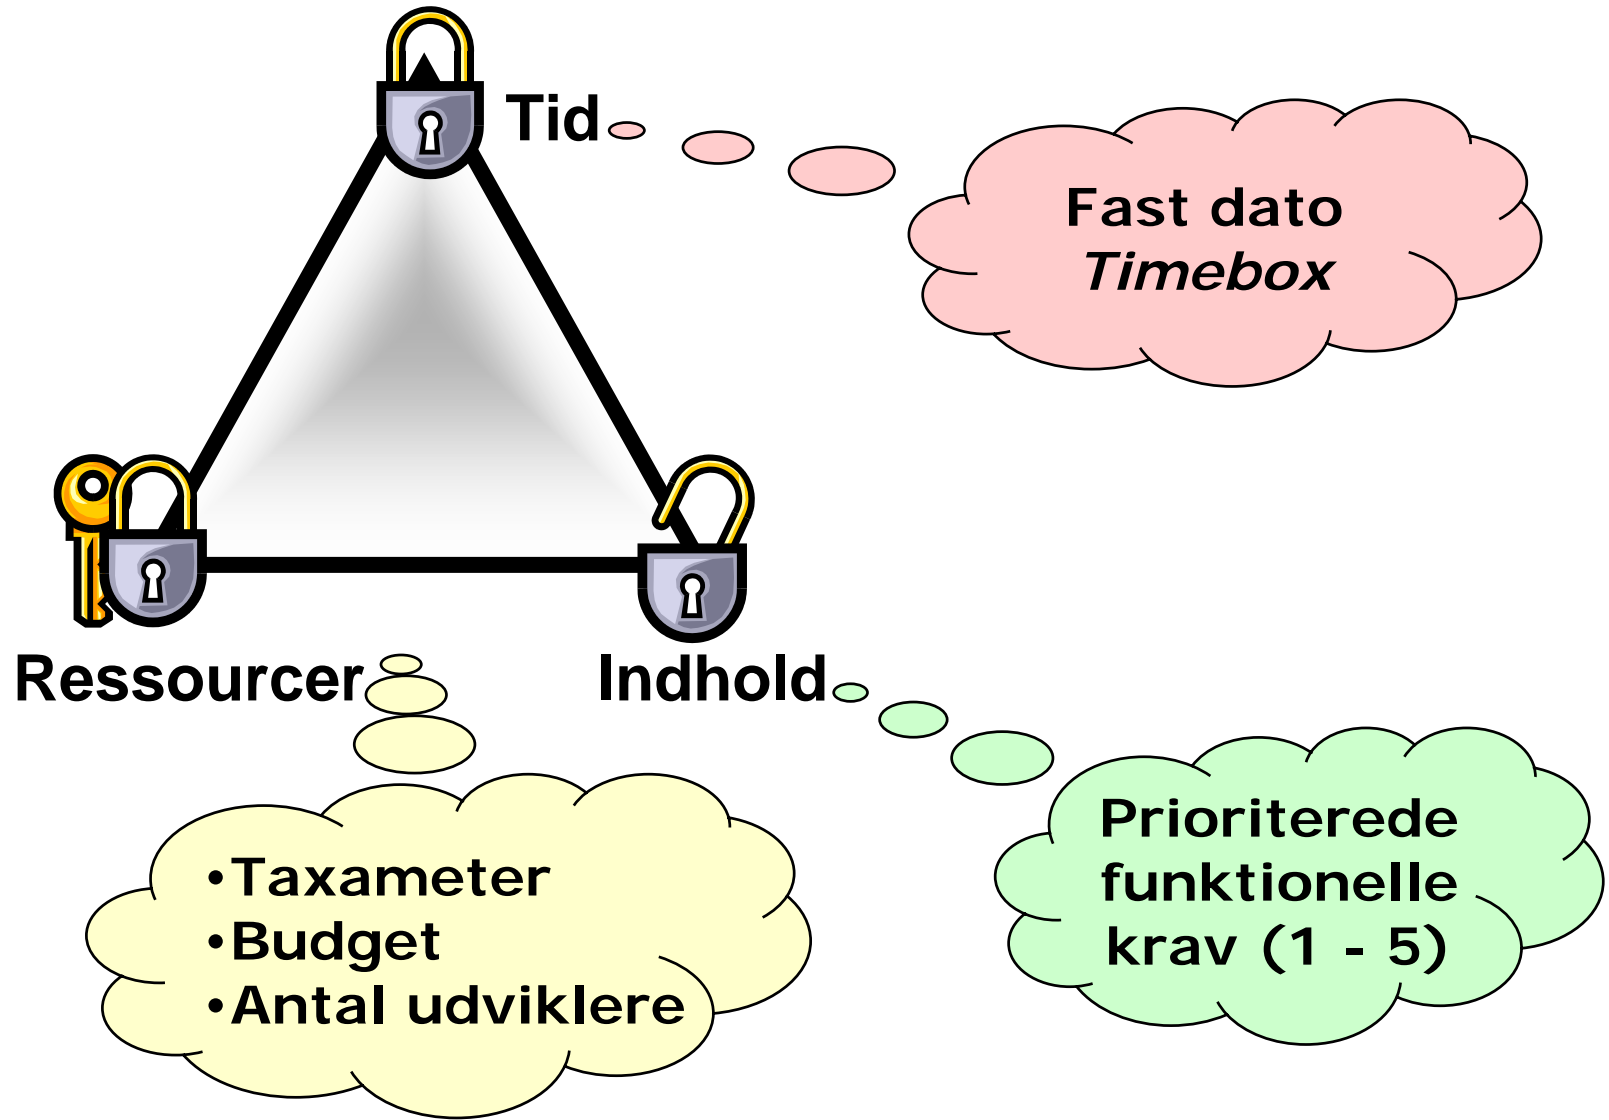 Tid
Fast dato
Timebox
Ressourcer
Indhold
•Taxameter
•Budget
•Antal udviklere
Prioriterede
funktionelle
krav (1 - 5)